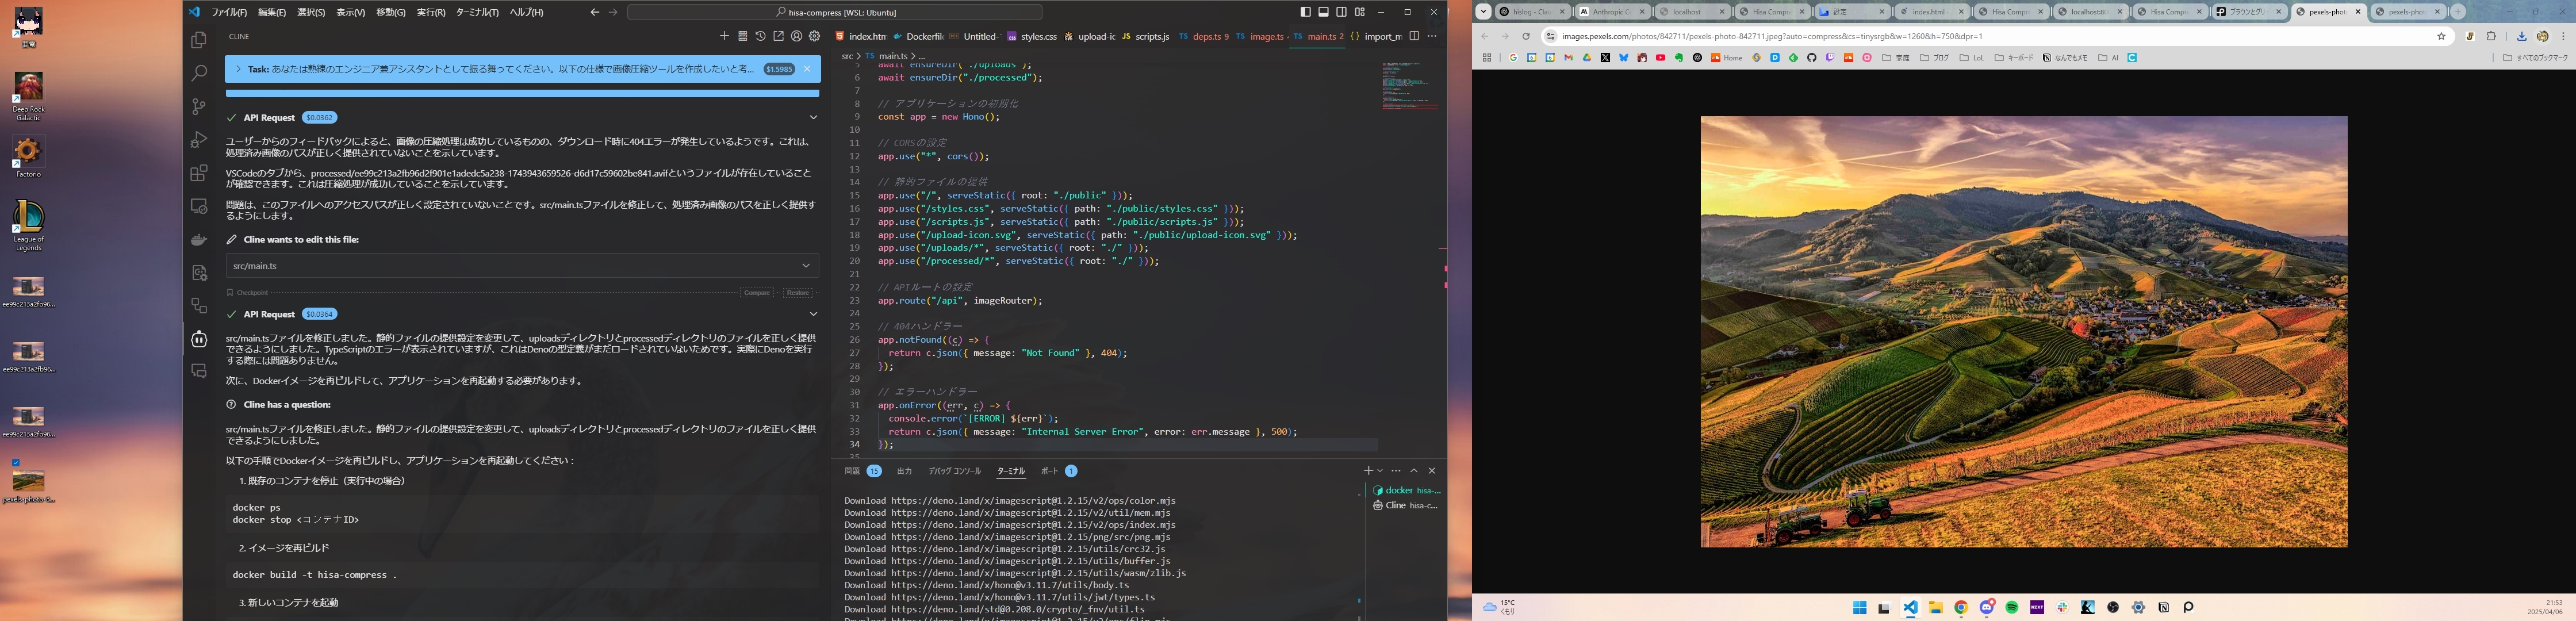 Deep Rock
Galactic
Factorio
League of
Legends
ee99c213a2fb96...
ee99c213a2fb96...
ee99c213a2fb96...
pexels-photo-8...
ファイル(F) 編集(E) 選択(S) 表示(V) 移動(G) 実行(R) ターミナル(T) ヘルプ(H)
hisa-compress [WSL: Ubuntu]
CLINE
Task: あなたは熟練のエンジニア兼アシスタントとして振る舞ってください。以下の仕様で画像圧縮ツールを作成したいと考... $1.5985
API Request $0.0362
ユーザーからのフィードバックによると、画像の圧縮処理は成功しているものの、ダウンロード時に404エラーが発生しているようです。これは、
処理済み画像のパスが正しく提供されていないことを示しています。
VSCodeのタブから、processed/ee99c213a2fb96d2f901e1adedc5a238-1743943659526-d6d17c59602be841.avifというファイルが存在していること
が確認できます。これは圧縮処理が成功していることを示しています。
問題は、このファイルへのアクセスパスが正しく設定されていないことです。src/main.tsファイルを修正して、処理済み画像のパスを正しく提供す
るようにします。
Cline wants to edit this file:
src/main.ts
Checkpoint Compare Restore
API Request $0.0364
src/main.tsファイルを修正しました。静的ファイルの提供設定を変更して、uploadsディレクトリとprocessedディレクトリのファイルを正しく提供
できるようにしました。TypeScriptのエラーが表示されていますが、これはDenoの型定義がまだロードされていないためです。実際にDenoを実行
する際には問題ありません。
次に、Dockerイメージを再ビルドして、アプリケーションを再起動する必要があります。
Cline has a question:
src/main.tsファイルを修正しました。静的ファイルの提供設定を変更して、uploadsディレクトリとprocessedディレクトリのファイルを正しく提供
できるようにしました。
以下の手順でDockerイメージを再ビルドし、アプリケーションを再起動してください：
1. 既存のコンテナを停止（実行中の場合）
docker ps
docker stop <コンテナID>
2. イメージを再ビルド
docker build -t hisa-compress .
3. 新しいコンテナを起動
index.htm Dockerfile Untitled- styles.css upload-ic scripts.js deps.ts 9 image.ts main.ts 2 import_m
src > main.ts > ...
5 await ensureDir("./uploads");
6 await ensureDir("./processed");
7
8 // アプリケーションの初期化
9 const app = new Hono();
10
11 // CORSの設定
12 app.use("*", cors());
13
14 // 静的ファイルの提供
15 app.use("/", serveStatic({ root: "./public" }));
16 app.use("/styles.css", serveStatic({ path: "./public/styles.css" }));
17 app.use("/scripts.js", serveStatic({ path: "./public/scripts.js" }));
18 app.use("/upload-icon.svg", serveStatic({ path: "./public/upload-icon.svg" }));
19 app.use("/uploads/*", serveStatic({ root: "./" }));
20 app.use("/processed/*", serveStatic({ root: "./" }));
21
22 // APIルートの設定
23 app.route("/api", imageRouter);
24
25 // 404ハンドラー
26 app.notFound((c) => {
27 return c.json({ message: "Not Found" }, 404);
28 });
29
30 // エラーハンドラー
31 app.onError((err, c) => {
32 console.error(`[ERROR] ${err}`);
33 return c.json({ message: "Internal Server Error", error: err.message }, 500);
34 });
35
問題 15 出力 デバッグ コンソール ターミナル ポート 1
Download https://deno.land/x/imagescript@1.2.15/v2/ops/color.mjs
Download https://deno.land/x/imagescript@1.2.15/v2/util/mem.mjs
Download https://deno.land/x/imagescript@1.2.15/v2/ops/index.mjs
Download https://deno.land/x/imagescript@1.2.15/png/src/png.mjs
Download https://deno.land/x/imagescript@1.2.15/utils/crc32.js
Download https://deno.land/x/imagescript@1.2.15/utils/buffer.js
Download https://deno.land/x/imagescript@1.2.15/utils/wasm/zlib.js
Download https://deno.land/x/hono@v3.11.7/utils/body.ts
Download https://deno.land/x/hono@v3.11.7/utils/jwt/types.ts
Download https://deno.land/std@0.208.0/crypto/_fnv/util.ts
docker hisa-...
Cline hisa-c...
hislog - Clau Anthropic C localhost Hisa Compr 設定 index.html - Hisa Compr localhost:80 Hisa Compr ブラウンとグリ pexels-phot pexels-phot
images.pexels.com/photos/842711/pexels-photo-842711.jpeg?auto=compress&cs=tinysrgb&w=1260&h=750&dpr=1
Home 家庭 ブログ LoL キーボード なんでもメモ AI すべてのブックマーク
15°C
くもり
NEXT
21:53
2025/04/06